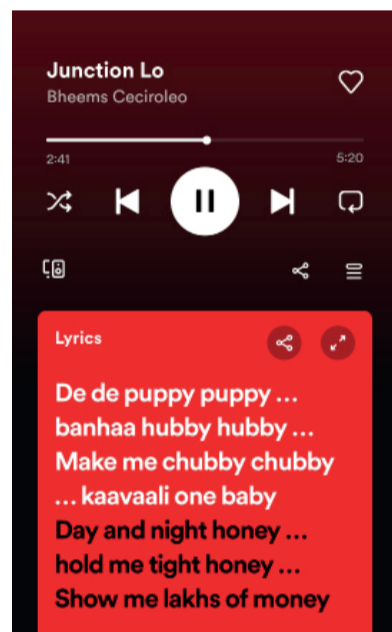 Junction Lo
Bheems Ceciroleo
2:41
5:20
Lyrics
De de puppy puppy ...
banhaa hubby hubby ...
Make me chubby chubby
... kaavaali one baby
Day and night honey ...
hold me tight honey ...
Show me lakhs of money